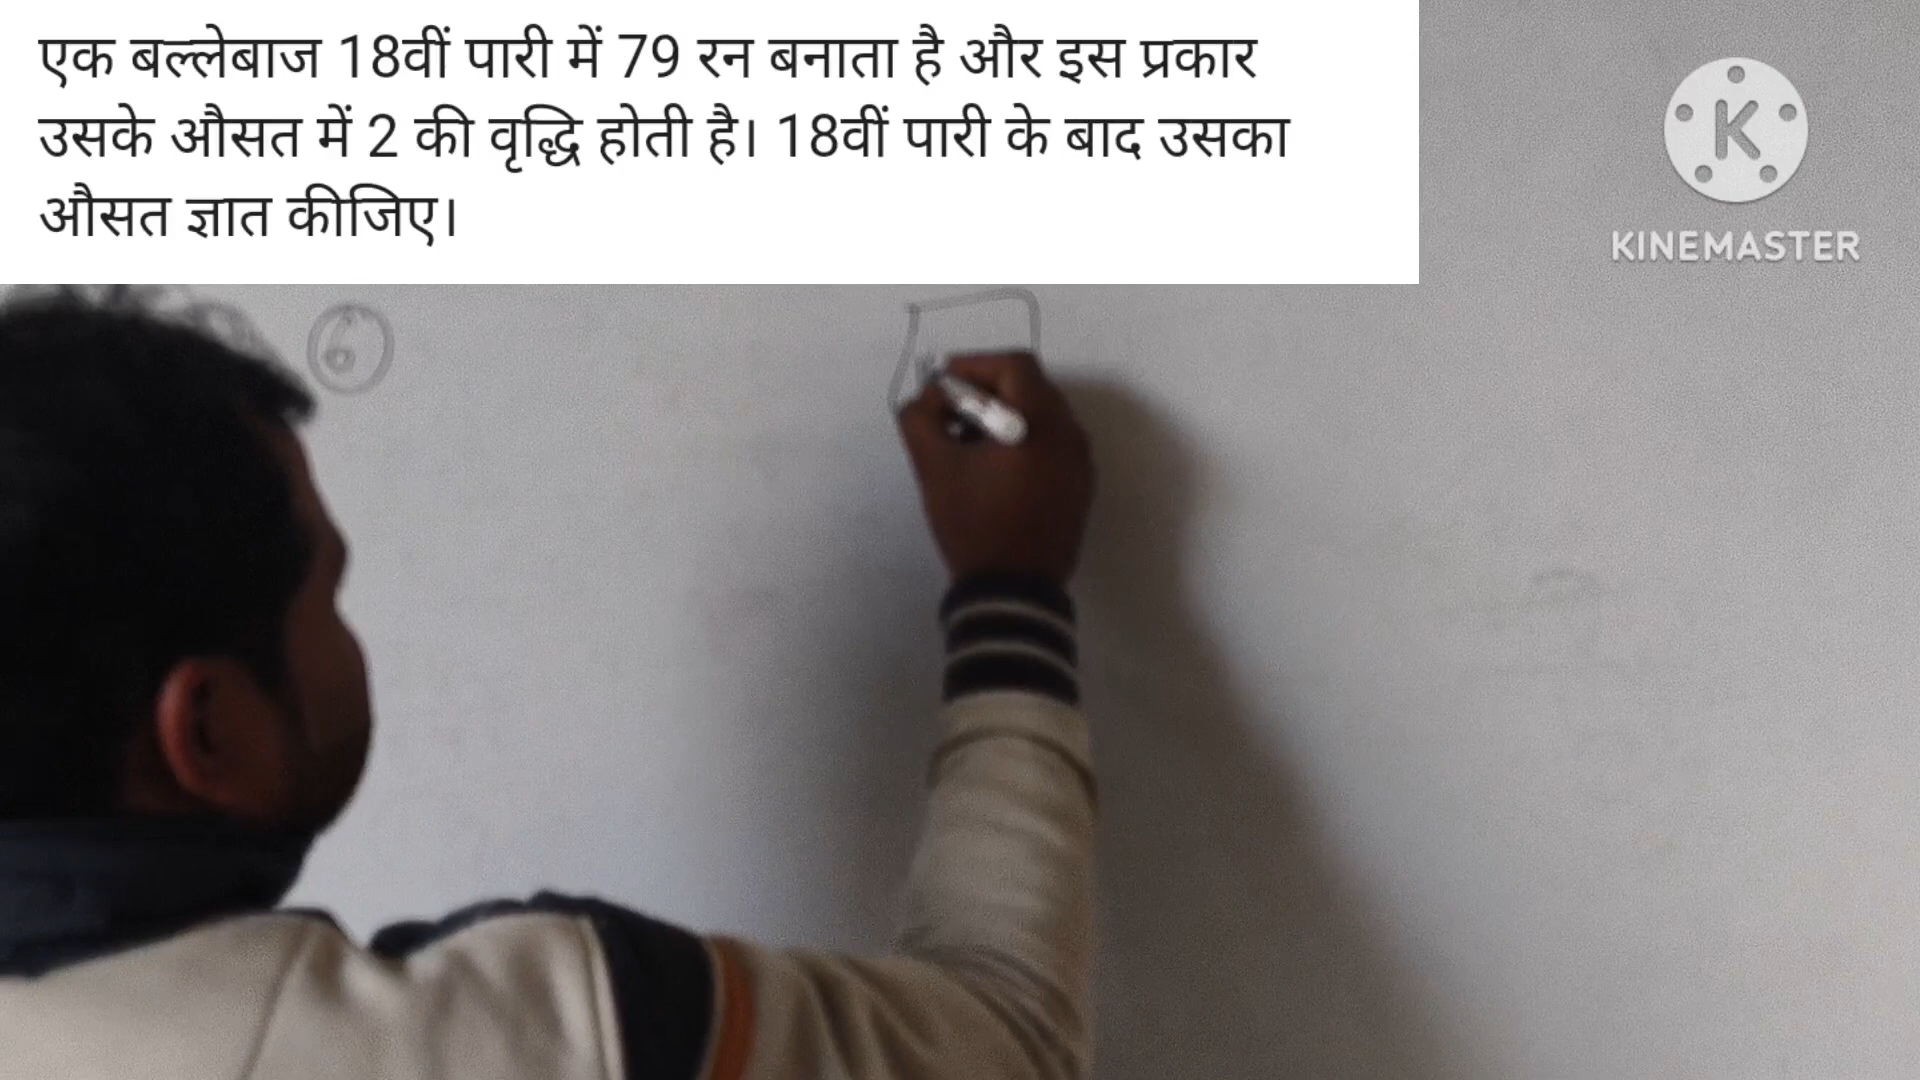 एक बल्लेबाज 18वीं पारी में 79 रन बनाता है और इस प्रकार
उसके औसत में 2 की वृद्धि होती है। 18वीं पारी के बाद उसका
औसत ज्ञात कीजिए।
K
KINEMASTER
6